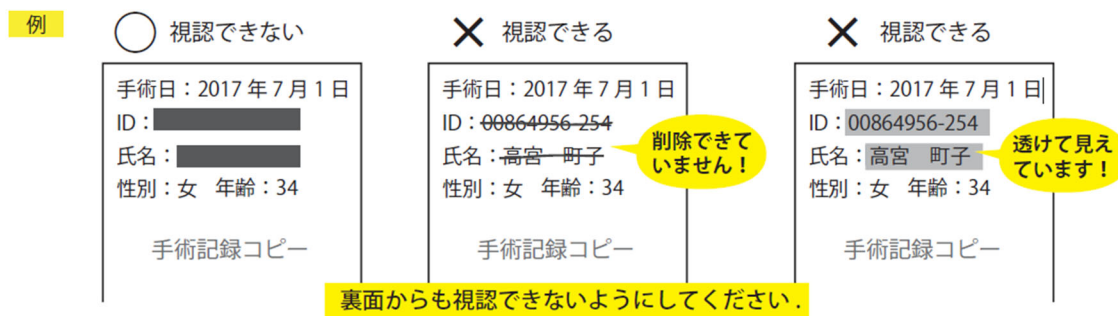 例
○ 視認できない
手術日：2017 年 7 月 1 日
ID：
氏名：
性別：女 年齢：34
手術記録コピー
✕ 視認できる
手術日：2017 年 7 月 1 日
ID：00864956-254
氏名：高宮 町子
性別：女 年齢：34
手術記録コピー
削除できて
いません！
✕ 視認できる
手術日：2017 年 7 月 1 日
ID：00864956-254
氏名：高宮 町子
性別：女 年齢：34
手術記録コピー
透けて見え
ています！
裏面からも視認できないようにしてください.